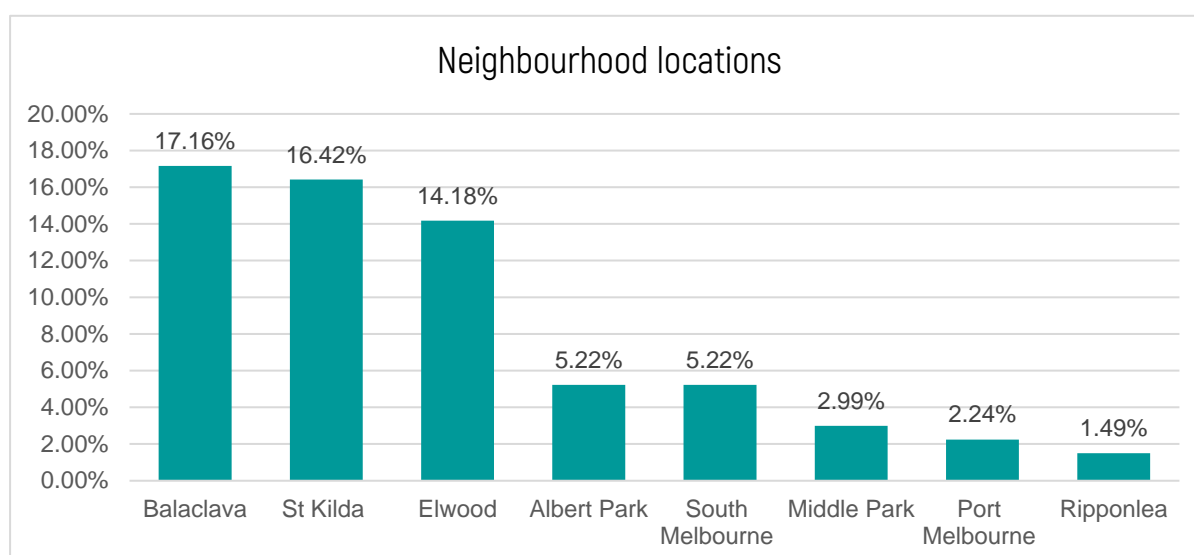 Neighbourhood locations
20.00%
18.00%
16.00%
14.00%
12.00%
10.00%
8.00%
6.00%
4.00%
2.00%
0.00%
17.16%
16.42%
14.18%
5.22%
5.22%
2.99%
2.24%
1.49%
Balaclava
St Kilda
Elwood
Albert Park
South
Melbourne
Middle Park
Port
Melbourne
Ripponlea